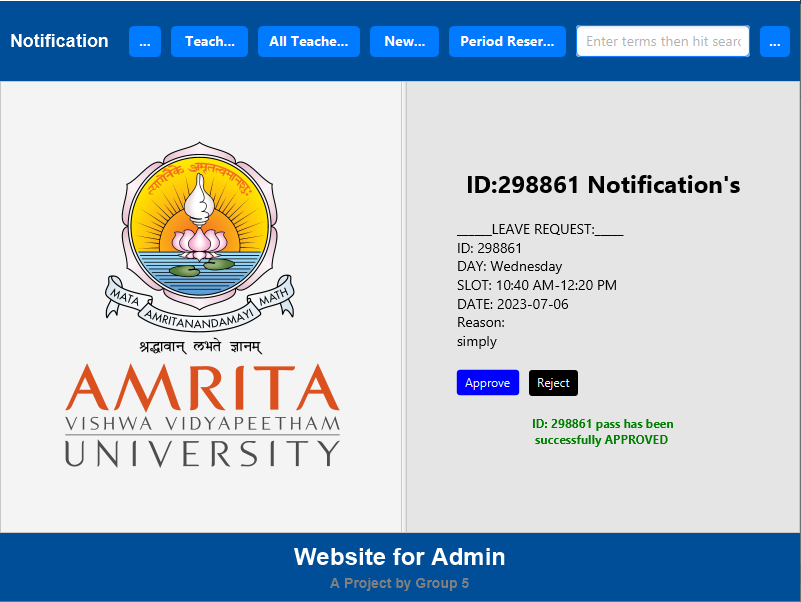 Notification
...
Teach...
All Teache...
New...
Period Reser...
Enter terms then hit searc
...
MATA AMRITANANDAMAYI MATH
श्रद्धावान् लभते ज्ञानम्
AMRITA
VISHWA VIDYAPEETHAM
UNIVERSITY
ID:298861 Notification's
______LEAVE REQUEST:_____
ID: 298861
DAY: Wednesday
SLOT: 10:40 AM-12:20 PM
DATE: 2023-07-06
Reason:
simply
Approve
Reject
ID: 298861 pass has been
successfully APPROVED
Website for Admin
A Project by Group 5